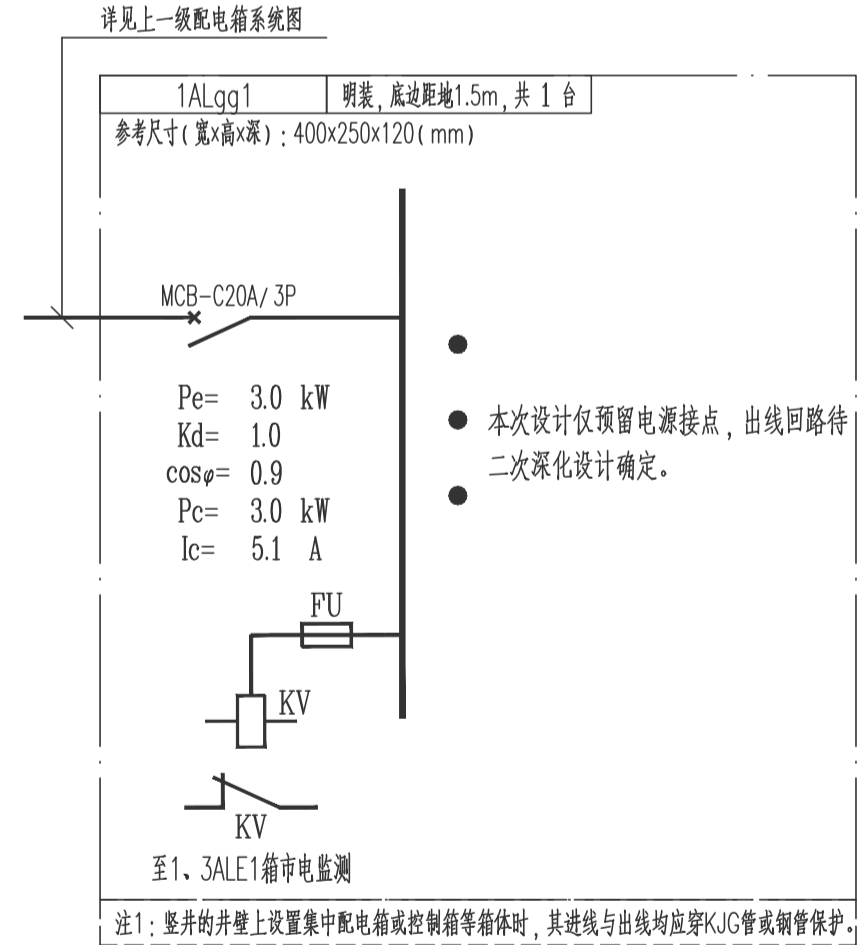 详见上一级配电箱系统图
1ALgg1 明装,底边距地1.5m,共 1 台
参考尺寸(宽x高x深):400x250x120(mm)
MCB-C20A/3P
Pe= 3.0 kW
Kd= 1.0
cosφ= 0.9
Pc= 3.0 kW
Ic= 5.1 A
本次设计仅预留电源接点,出线回路待
二次深化设计确定。
FU
KV
KV
至1、3ALE1箱市电监测
注1:竖井的井壁上设置集中配电箱或控制箱等箱体时,其进线与出线均应穿KJG管或钢管保护。